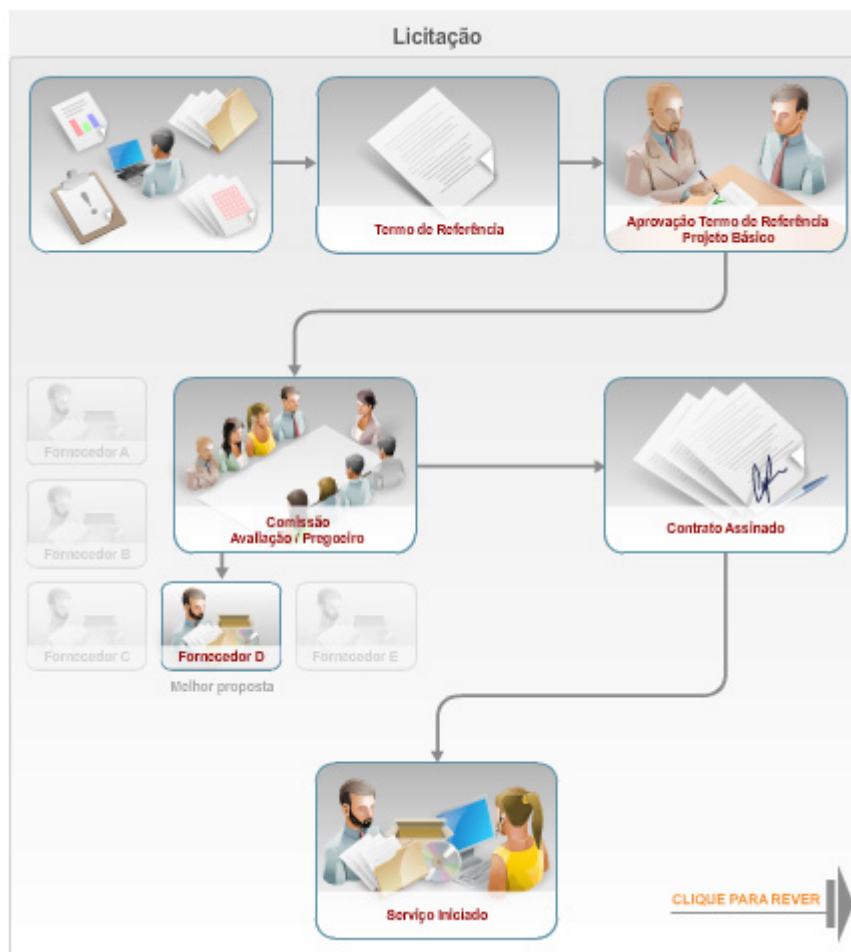 Licitação
Termo de Referência
Aprovação Termo de Referência
Projeto Básico
Fornecedor A
Comissão
Avaliação / Pregoeiro
Contrato Assinado
Fornecedor B
Fornecedor C
Fornecedor D
Fornecedor E
Melhor proposta
Serviço Iniciado
CLIQUE PARA REVER